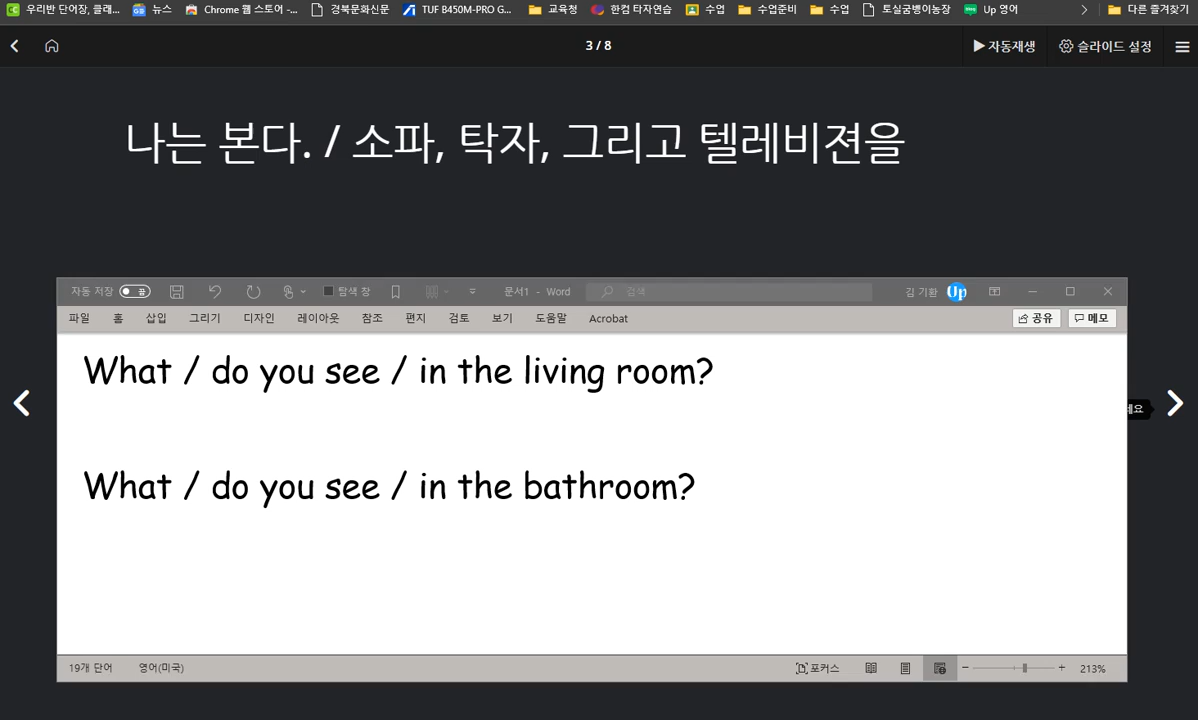 우리반 단어장, 클래...
뉴스
Chrome 웹 스토어 -...
경북문화신문
TUF B450M-PRO G...
교육청
한컴 타자연습
수업
수업준비
수업
토실굼벵이농장
Up 영어
다른 즐겨찾기
3 / 8
자동재생
슬라이드 설정
나는 본다. / 소파, 탁자, 그리고 텔레비젼을
자동 저장
끔
탐색 창
문서1 - Word
검색
김 기환
Up
파일 홈 삽입 그리기 디자인 레이아웃 참조 편지 검토 보기 도움말 Acrobat
공유
메모
What / do you see / in the living room?
What / do you see / in the bathroom?
19개 단어
영어(미국)
포커스
213%